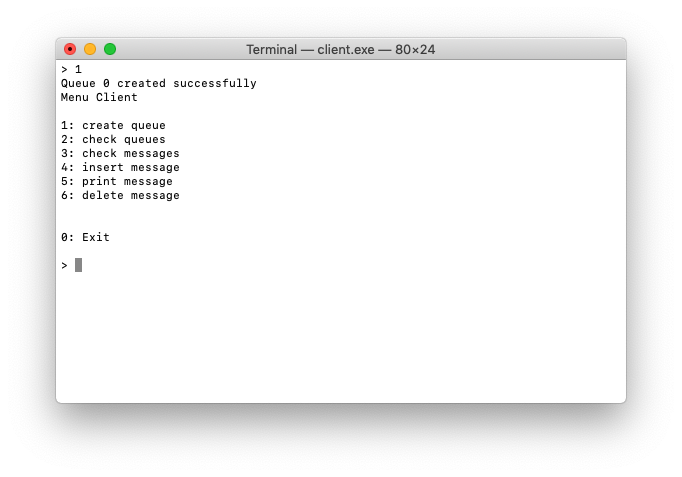 Terminal — client.exe — 80×24
> 1
Queue 0 created successfully
Menu Client
1: create queue
2: check queues
3: check messages
4: insert message
5: print message
6: delete message
0: Exit
>